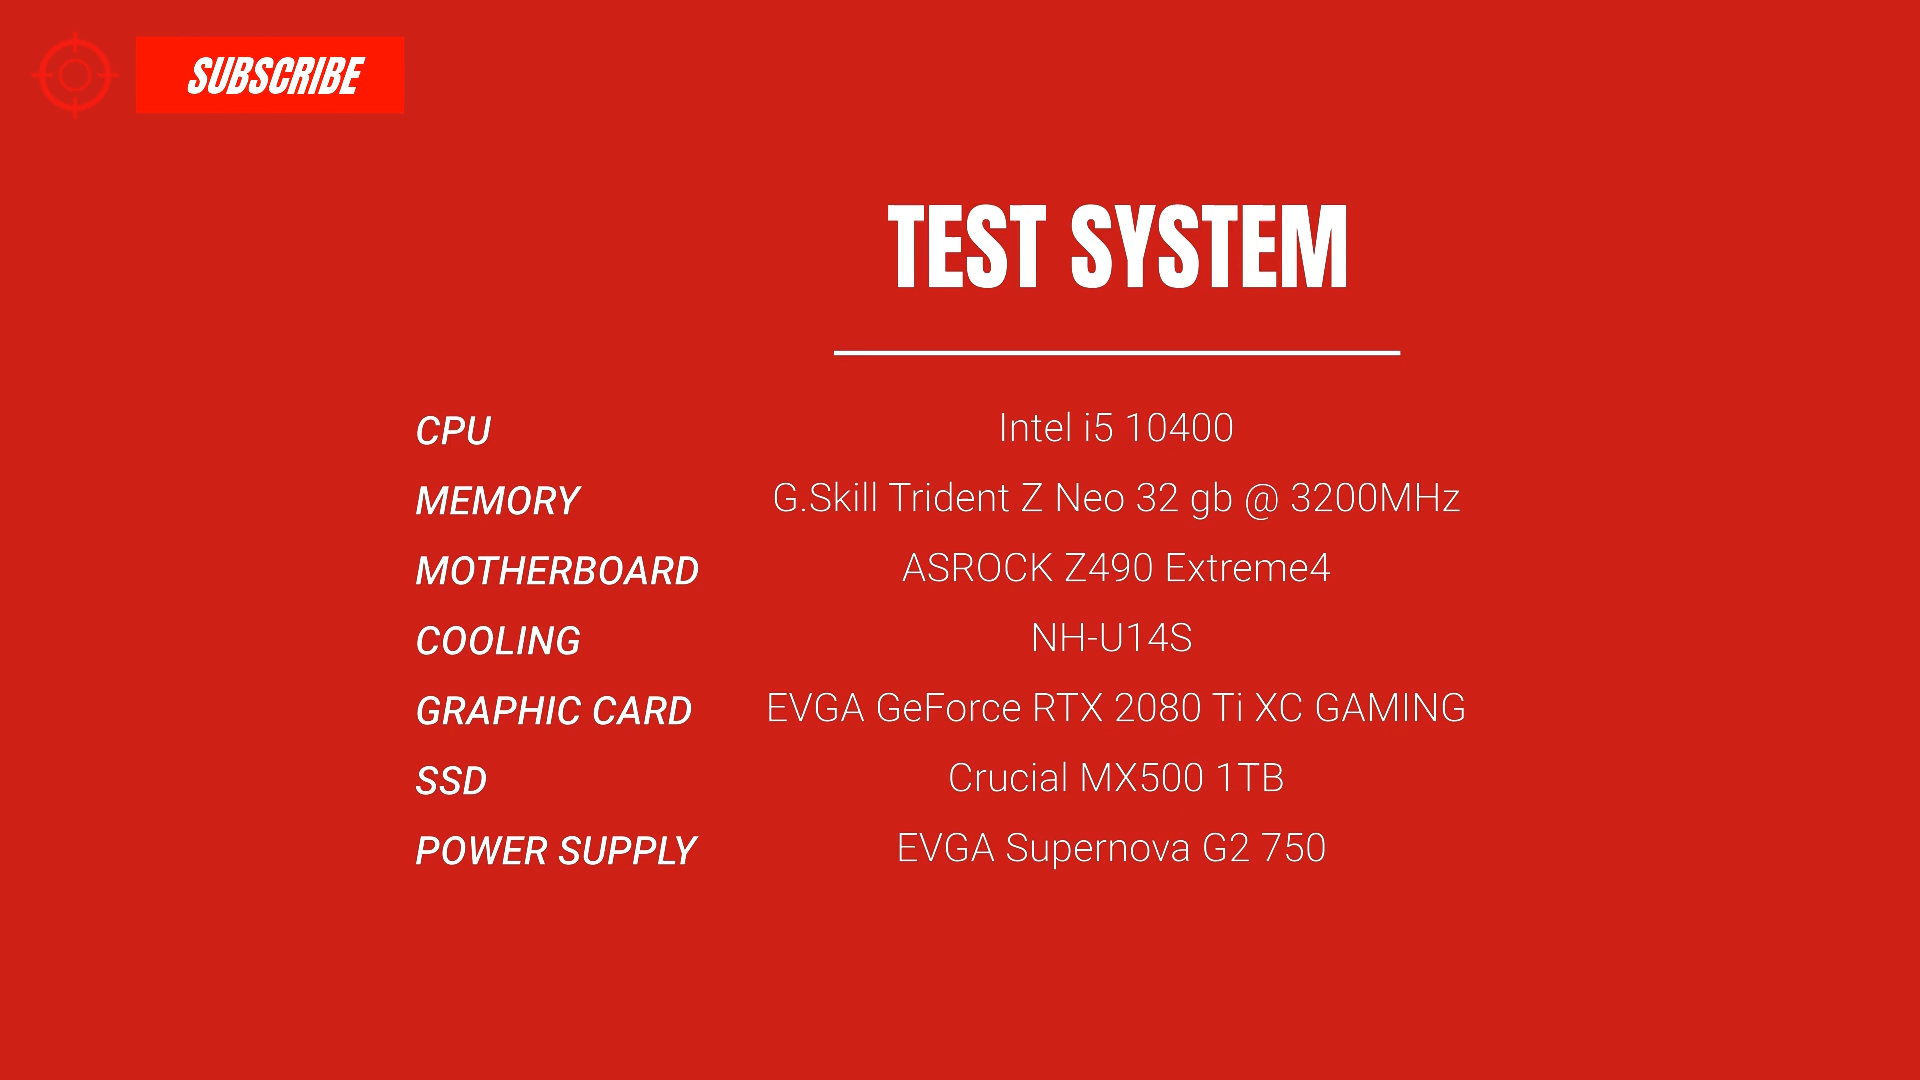 SUBSCRIBE
TEST SYSTEM
CPU Intel i5 10400
MEMORY G.Skill Trident Z Neo 32 gb @ 3200MHz
MOTHERBOARD ASROCK Z490 Extreme4
COOLING NH-U14S
GRAPHIC CARD EVGA GeForce RTX 2080 Ti XC GAMING
SSD Crucial MX500 1TB
POWER SUPPLY EVGA Supernova G2 750